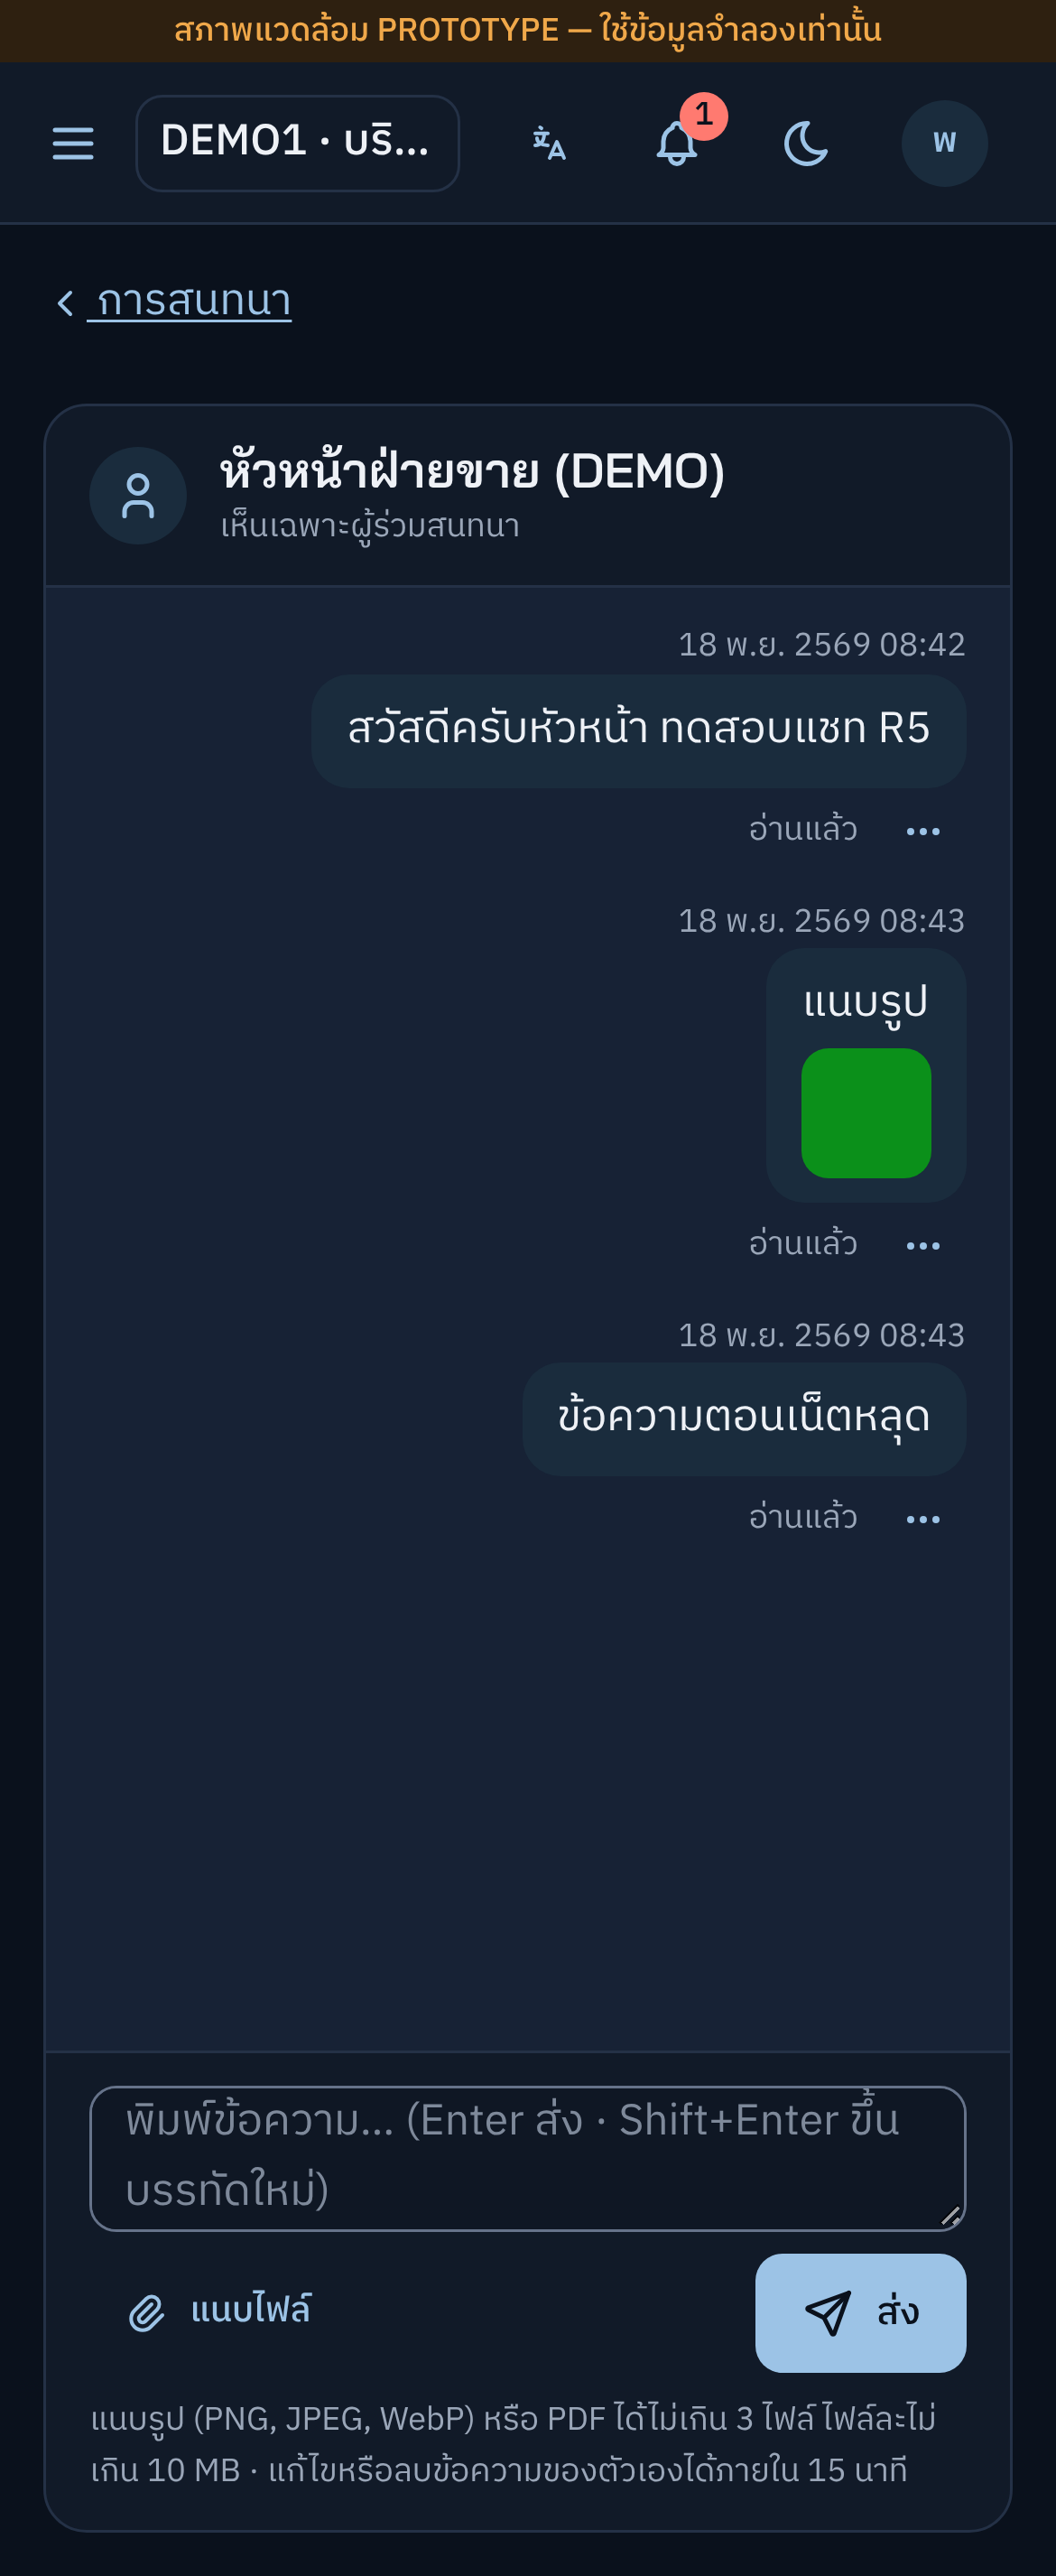 สภาพแวดล้อม PROTOTYPE — ใช้ข้อมูลจำลองเท่านั้น
DEMO1 · บริ...
1
พ
การสนทนา
หัวหน้าฝ่ายขาย (DEMO)
เห็นเฉพาะผู้ร่วมสนทนา
18 พ.ย. 2569 08:42
สวัสดีครับหัวหน้า ทดสอบแชท R5
อ่านแล้ว
18 พ.ย. 2569 08:43
แนบรูป
อ่านแล้ว
18 พ.ย. 2569 08:43
ข้อความตอนเน็ตหลุด
อ่านแล้ว
พิมพ์ข้อความ... (Enter ส่ง · Shift+Enter ขึ้น
บรรทัดใหม่)
แนบไฟล์
ส่ง
แนบรูป (PNG, JPEG, WebP) หรือ PDF ได้ไม่เกิน 3 ไฟล์ ไฟล์ละไม่
เกิน 10 MB · แก้ไขหรือลบข้อความของตัวเองได้ภายใน 15 นาที